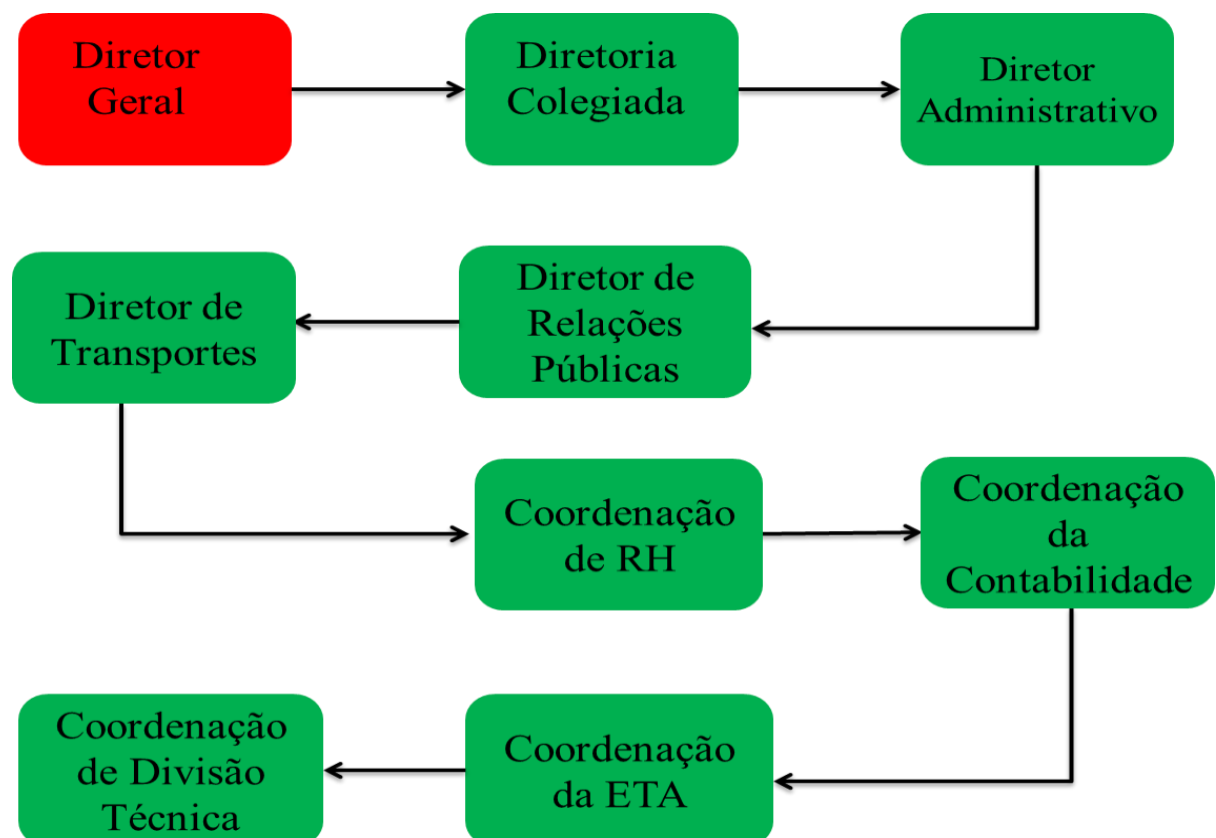 Diretor
Geral
Diretoria
Colegiada
Diretor
Administrativo
Diretor de
Relações
Públicas
Diretor de
Transportes
Coordenação
de RH
Coordenação
da
Contabilidade
Coordenação
da ETA
Coordenação
de Divisão
Técnica